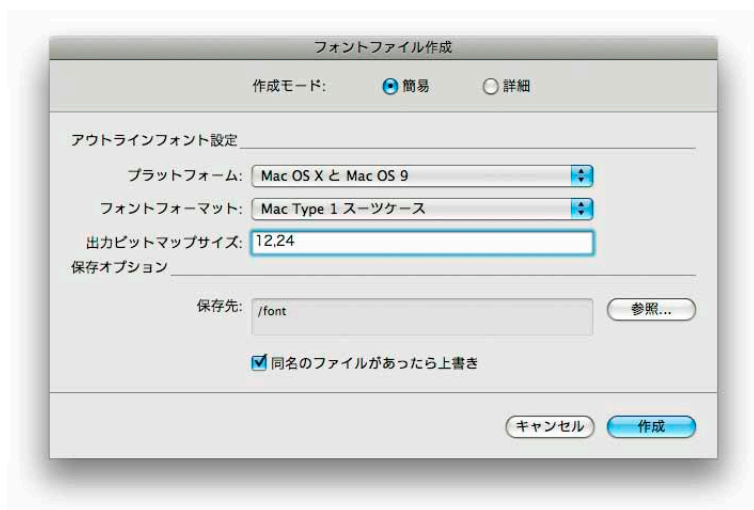 フォントファイル作成
作成モード: 簡易 詳細
アウトラインフォント設定
プラットフォーム: Mac OS X と Mac OS 9
フォントフォーマット: Mac Type 1 スーツケース
出力ビットマップサイズ: 12,24
保存オプション
保存先: /font 参照...
同名のファイルがあったら上書き
キャンセル 作成